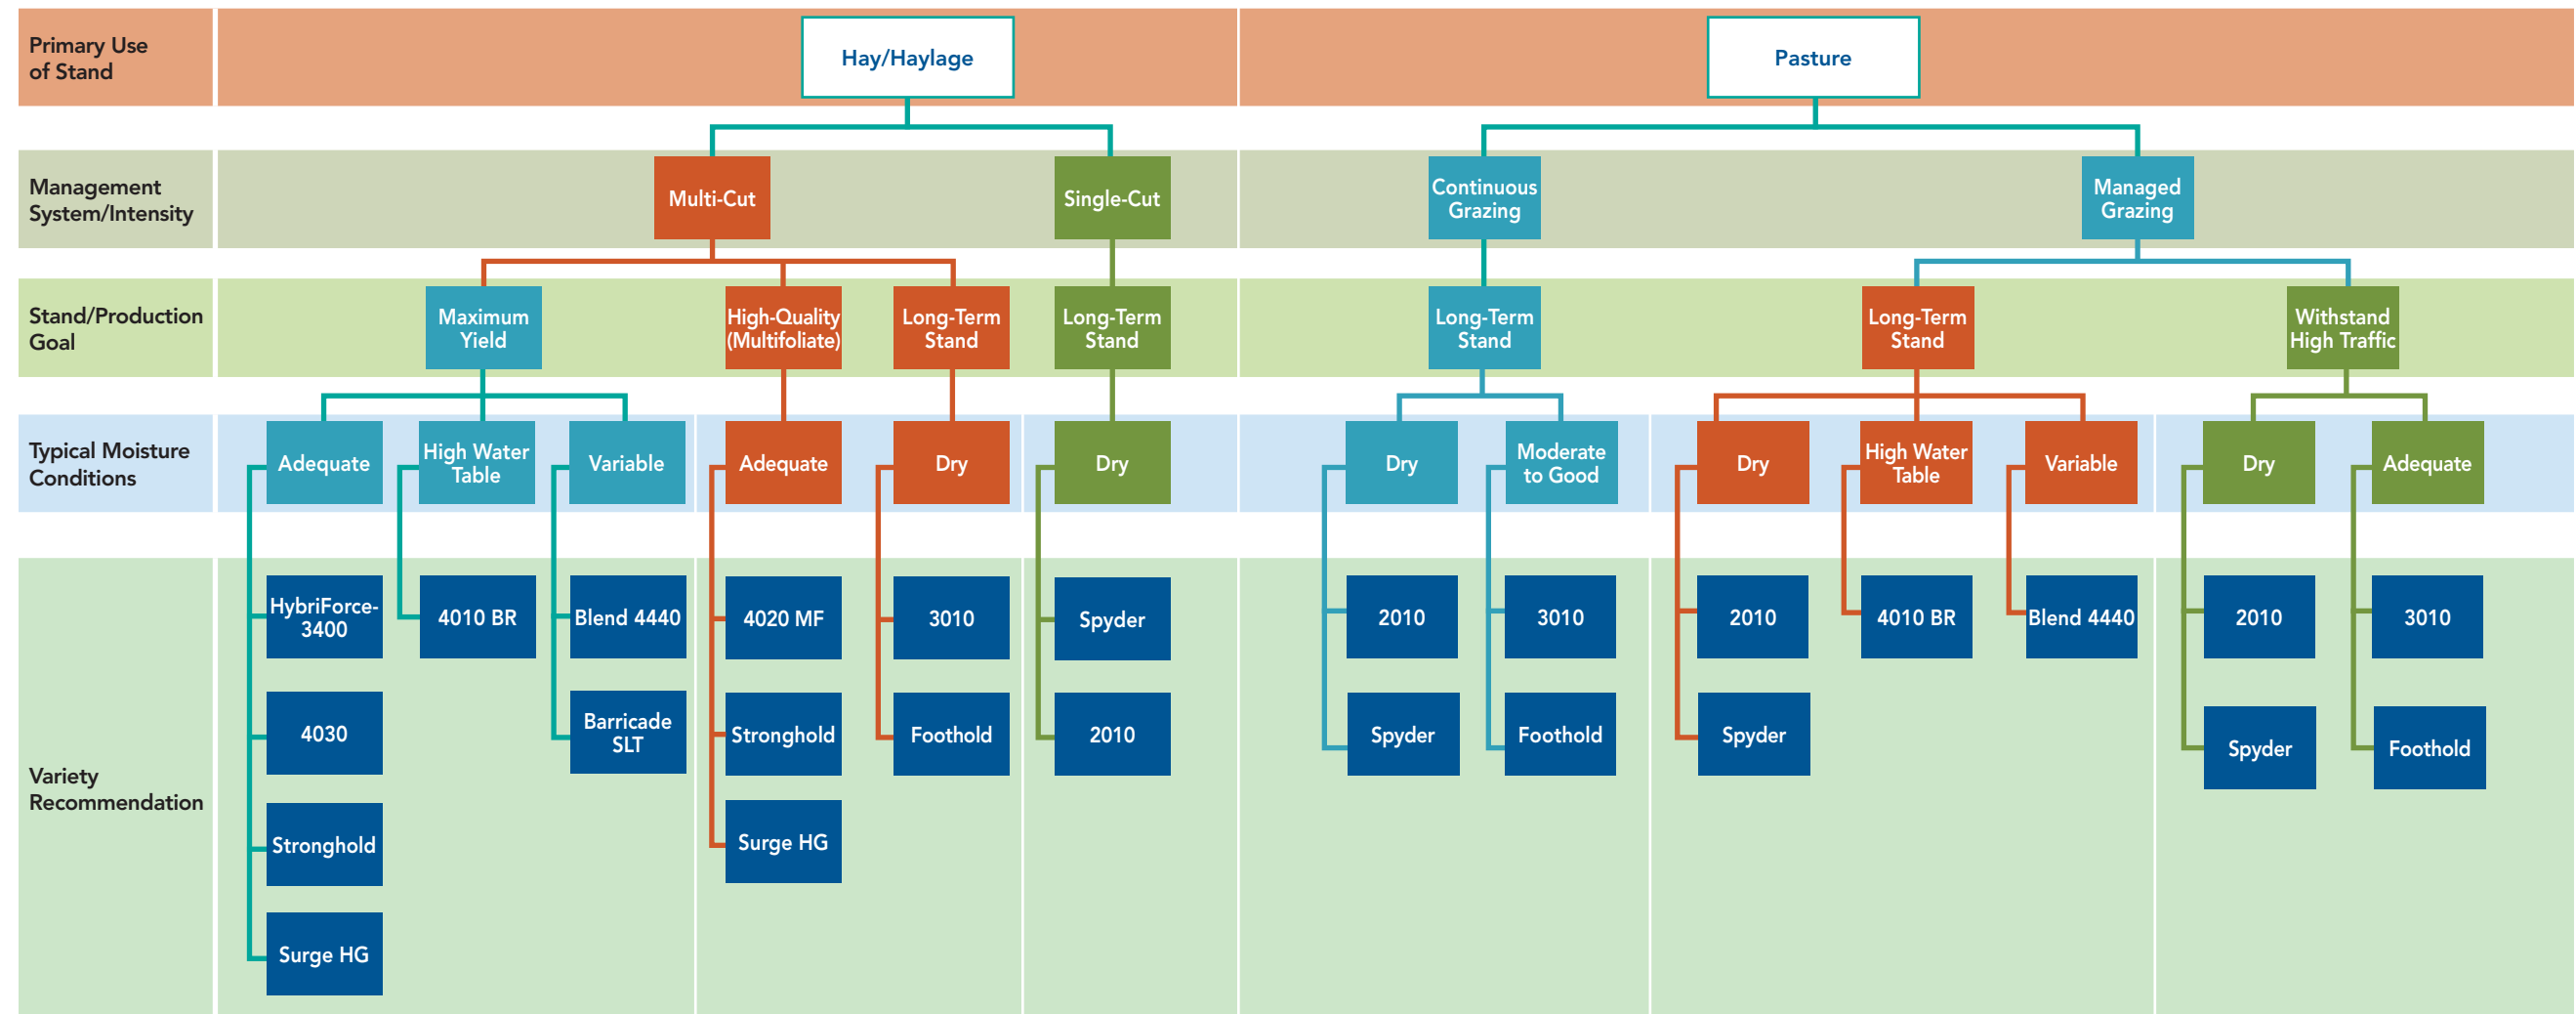 Primary Use
of Stand
Hay/Haylage
Pasture
Management
System/Intensity
Multi-Cut
Single-Cut
Continuous
Grazing
Managed
Grazing
Stand/Production
Goal
Maximum
Yield
High-Quality
(Multifoliate)
Long-Term
Stand
Long-Term
Stand
Long-Term
Stand
Long-Term
Stand
Withstand
High Traffic
Typical Moisture
Conditions
Adequate
High Water
Table
Variable
Adequate
Dry
Dry
Dry
Moderate
to Good
Dry
High Water
Table
Variable
Dry
Adequate
Variety
Recommendation
HybriForce-
3400
4030
Stronghold
Surge HG
4010 BR
Blend 4440
Barricade
SLT
4020 MF
Stronghold
Surge HG
3010
Foothold
Spyder
2010
2010
Spyder
3010
Foothold
2010
Spyder
4010 BR
Blend 4440
2010
Spyder
3010
Foothold